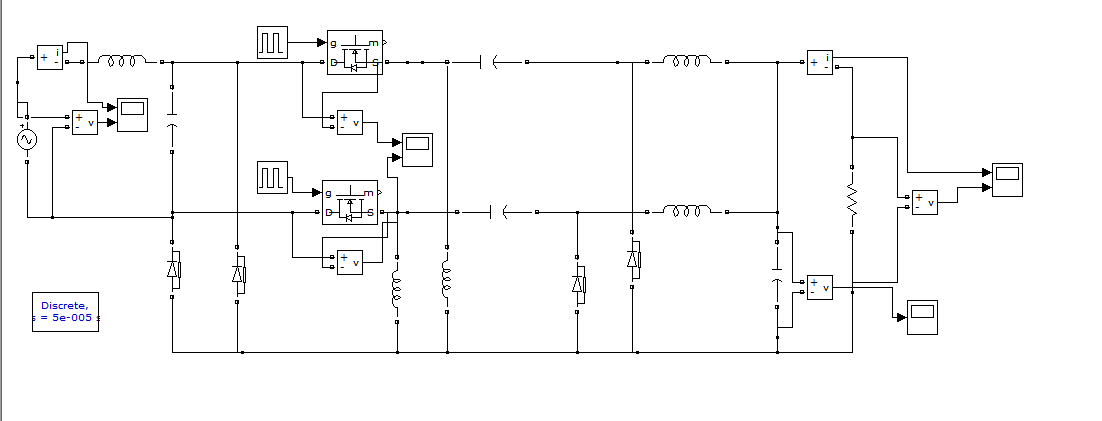 i
+
-
g
m
D
S
+
-
i
+
-
v
+
+
-
v
g
m
D
S
+
-
v
+
-
v
+
-
v
+
-
v
Discrete,
s = 5e-005 s